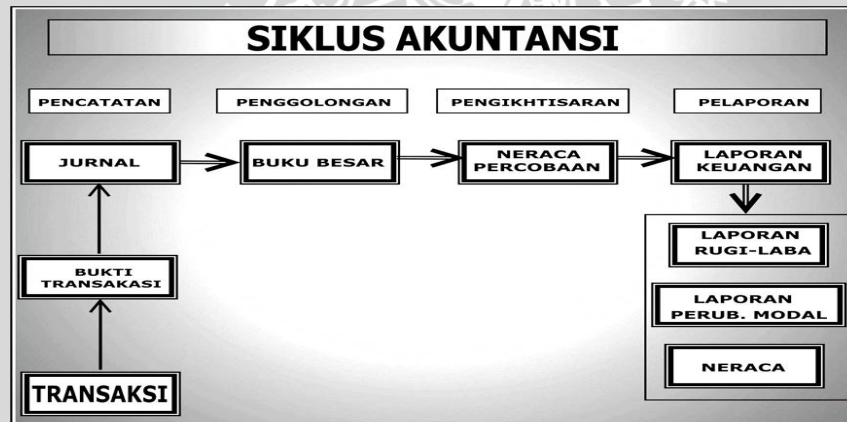 SIKLUS AKUNTANSI
PENCATATAN
PENGGOLONGAN
PENGIKHTISARAN
PELAPORAN
JURNAL
BUKU BESAR
NERACA
PERCOBAAN
LAPORAN
KEUANGAN
BUKTI
TRANSAKASI
TRANSAKSI
LAPORAN
RUGI-LABA
LAPORAN
PERUB. MODAL
NERACA